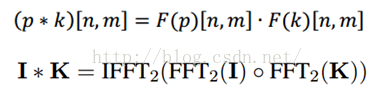 (p * k)[n, m] = F(p)[n, m] · F(k)[n, m]
http://blog.csdn.net/
I ∗ K = IFFT₂(FFT₂(I) ∘ FFT₂(K))